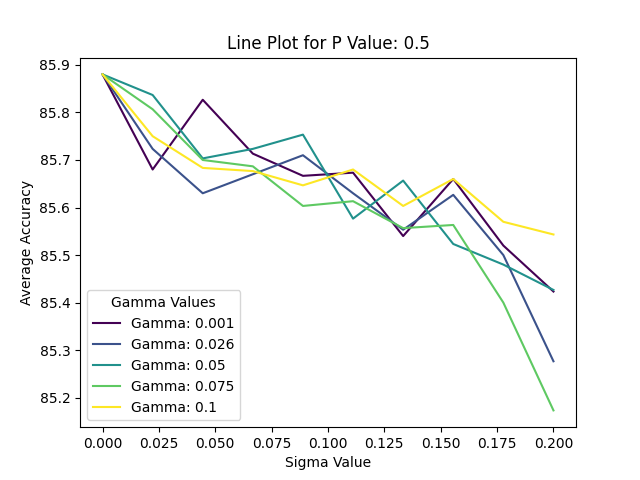 Line Plot for P Value: 0.5
85.9
85.8
85.7
85.6
85.5
85.4
85.3
85.2
Average Accuracy
Gamma Values
Gamma: 0.001
Gamma: 0.026
Gamma: 0.05
Gamma: 0.075
Gamma: 0.1
0.000 0.025 0.050 0.075 0.100 0.125 0.150 0.175 0.200
Sigma Value